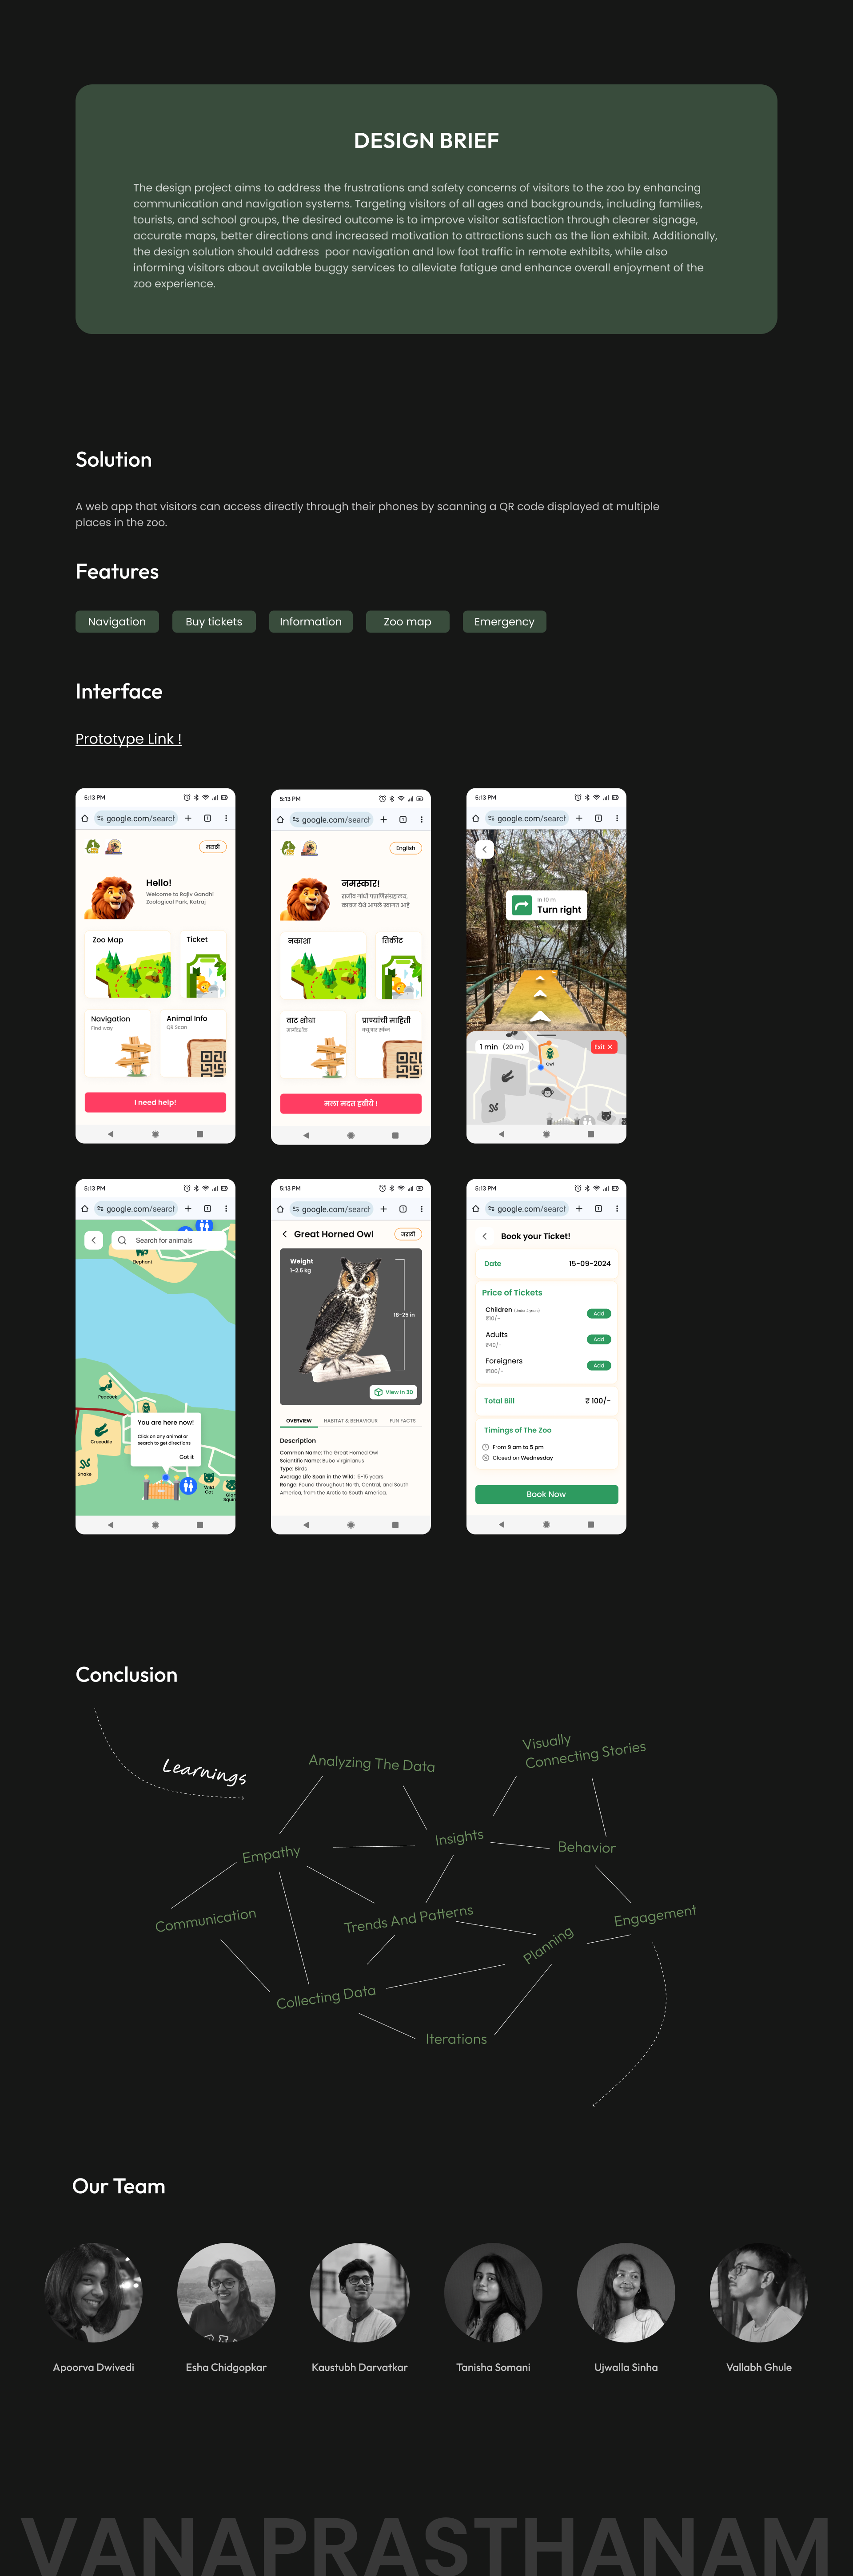 DESIGN BRIEF
The design project aims to address the frustrations and safety concerns of visitors to the zoo by enhancing
communication and navigation systems. Targeting visitors of all ages and backgrounds, including families,
tourists, and school groups, the desired outcome is to improve visitor satisfaction through clearer signage,
accurate maps, better directions and increased motivation to attractions such as the lion exhibit. Additionally,
the design solution should address poor navigation and low foot traffic in remote exhibits, while also
informing visitors about available buggy services to alleviate fatigue and enhance overall enjoyment of the
zoo experience.
Solution
A web app that visitors can access directly through their phones by scanning a QR code displayed at multiple
places in the zoo.
Features
Navigation Buy tickets Information Zoo map Emergency
Interface
Prototype Link !
5:13 PM
google.com/search
1
मराठी
Hello!
Welcome to Rajiv Gandhi
Zoological Park, Katraj
Zoo Map
Ticket
Navigation
Find way
Animal Info
QR Scan
I need help!
5:13 PM
google.com/search
1
English
नमस्कार!
राजीव गांधी प्राणिसंग्रहालय,
कात्रज येथे आपले स्वागत आहे
नकाशा
तिकीट
वाट शोधा
मार्गदर्शक
प्राण्यांची माहिती
क्यूआर स्कॅन
मला मदत हवीये !
5:13 PM
google.com/search
1
In 10 m
Turn right
1 min (20 m)
Exit
Owl
5:13 PM
google.com/search
1
Search for animals
Elephant
Peacock
Crocodile
Snake
You are here now!
Click on any animal or
search to get directions
Got it
Wild
Cat
Giant
Squirrel
5:13 PM
google.com/search
1
Great Horned Owl
मराठी
Weight
1-2.5 kg
18-25 in
View in 3D
OVERVIEW HABITAT & BEHAVIOUR FUN FACTS
Description
Common Name: The Great Horned Owl
Scientific Name: Bubo virginianus
Type: Birds
Average Life Span in the Wild: 5-15 years
Range: Found throughout North, Central, and South
America, from the Arctic to South America.
5:13 PM
google.com/search
1
Book your Ticket!
Date 15-09-2024
Price of Tickets
Children
₹10/-
Add
Adults
₹40/-
Add
Foreigners
₹100/-
Add
Total Bill ₹ 100/-
Timings of The Zoo
From 9 am to 5 pm
Closed on Wednesday
Book Now
Conclusion
Learnings
Analyzing The Data
Visually
Connecting Stories
Empathy
Insights
Behavior
Communication
Trends And Patterns
Planning
Engagement
Collecting Data
Iterations
Our Team
Apoorva Dwivedi
Esha Chidgopkar
Kaustubh Darvatkar
Tanisha Somani
Ujwalla Sinha
Vallabh Ghule
VANAPRASTHANAM